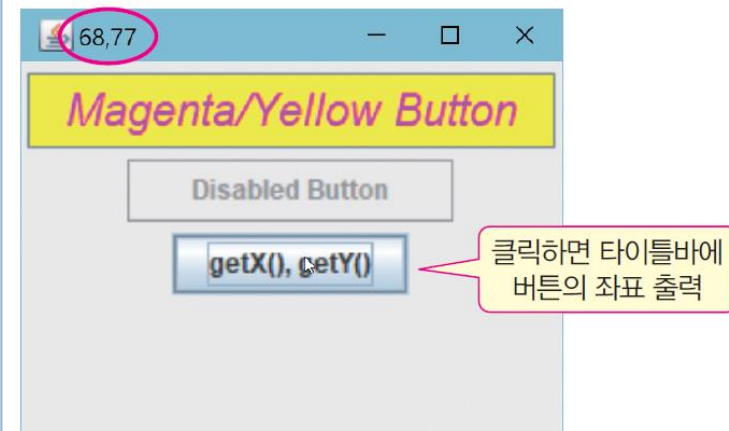 68,77
Magenta/Yellow Button
Disabled Button
getX(), getY()
클릭하면 타이틀바에
버튼의 좌표 출력